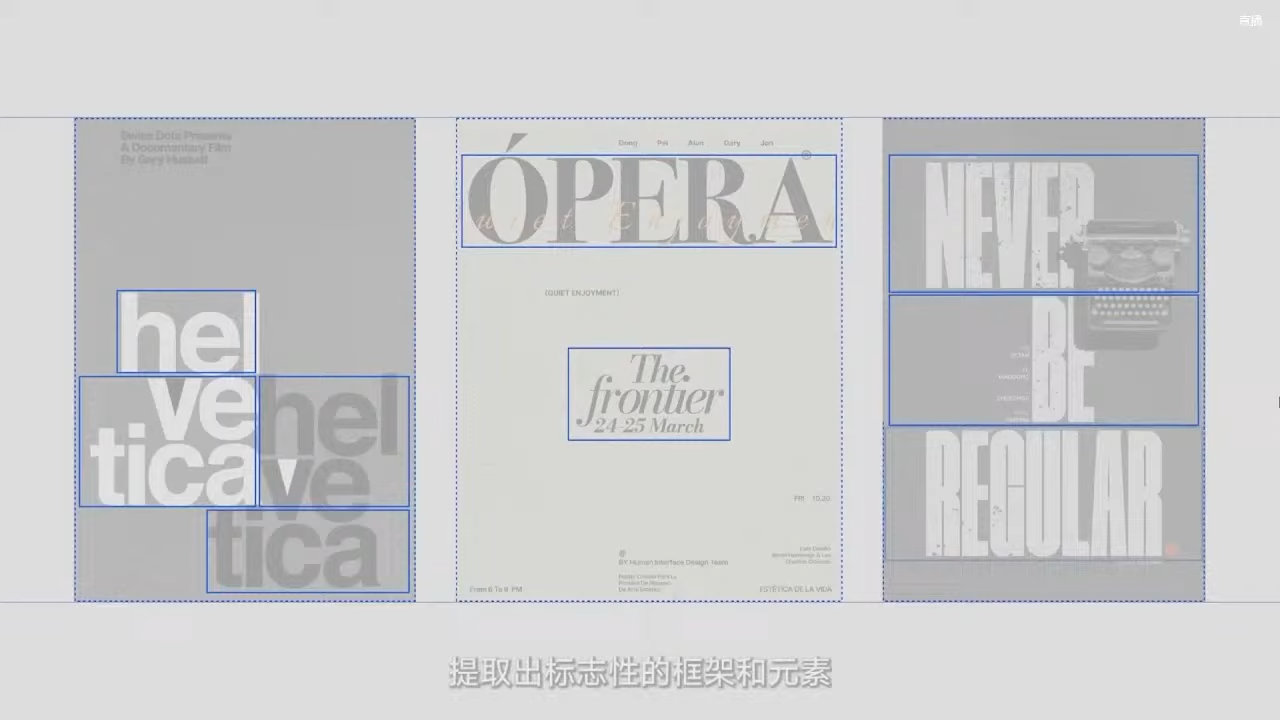 直播
Swiss Dots Presents
A Documentary Film
By Gary Hustwit
hel
ve
tica
hel
ve
tica
Dong Pei Alun Gary Jon
ÓPERA
(QUIET ENJOYMENT)
The
frontier
24-25 March
FRI 10.20
BY Human Interface Design Team
From 8 To 9 PM
ESTÉTICA DE LA VIDA
NEVER
BE
REGULAR.
提取出标志性的框架和元素